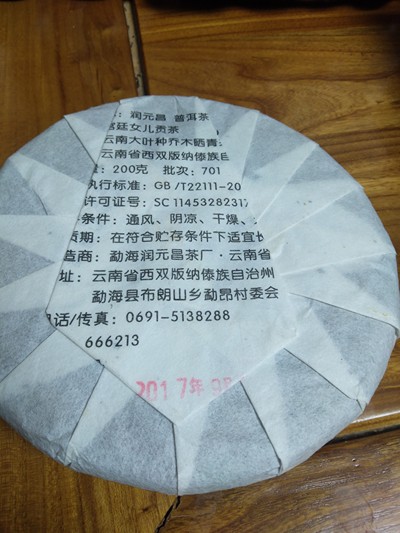 润元昌 普洱茶
宫廷女儿贡茶
云南大叶种乔木晒青
云南省西双版纳傣族自
200克 批次：701
执行标准：GB/T22111-20
许可证号：SC 1145328231
条件：通风、阴凉、干燥、
质期：在符合贮存条件下适宜长
造商：勐海润元昌茶厂·云南省
址：云南省西双版纳傣族自治州
勐海县布朗山乡勐昂村委会
电话/传真：0691-5138288
666213
2017年